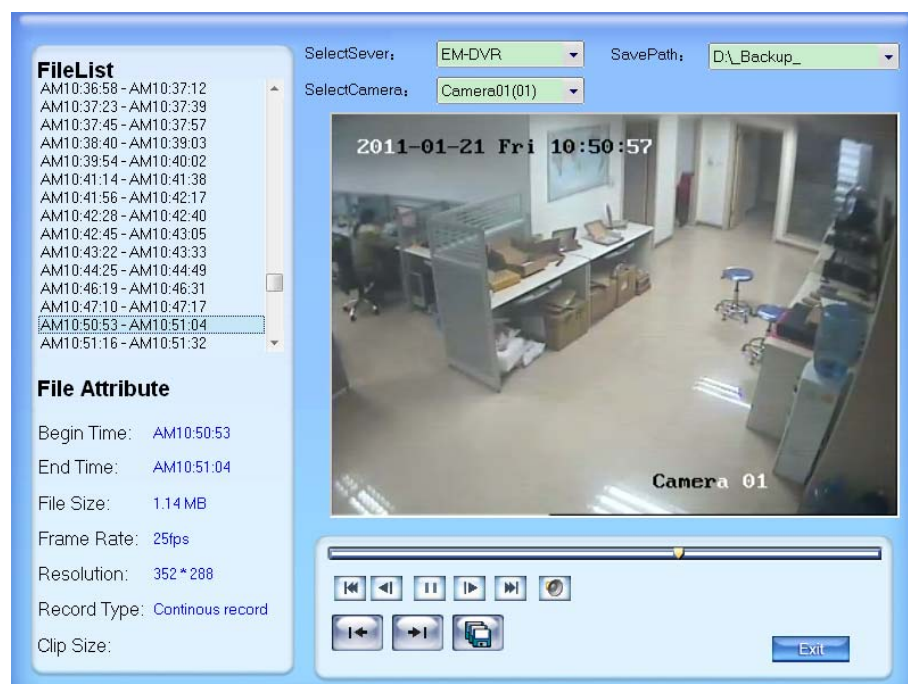 FileList
AM10:36:58 - AM10:37:12
AM10:37:23 - AM10:37:39
AM10:37:45 - AM10:37:57
AM10:38:40 - AM10:39:03
AM10:39:54 - AM10:40:02
AM10:41:14 - AM10:41:38
AM10:41:56 - AM10:42:17
AM10:42:28 - AM10:42:40
AM10:42:45 - AM10:43:05
AM10:43:22 - AM10:43:33
AM10:44:25 - AM10:44:49
AM10:46:19 - AM10:46:31
AM10:47:10 - AM10:47:17
AM10:50:53 - AM10:51:04
AM10:51:16 - AM10:51:32
File Attribute
Begin Time: AM10:50:53
End Time: AM10:51:04
File Size: 1.14 MB
Frame Rate: 25fps
Resolution: 352 * 288
Record Type: Continous record
Clip Size:
SelectSever: EM-DVR SavePath: D:\_Backup_
SelectCamera: Camera01(01)
2011-01-21 Fri 10:50:57
Camera 01
Exit